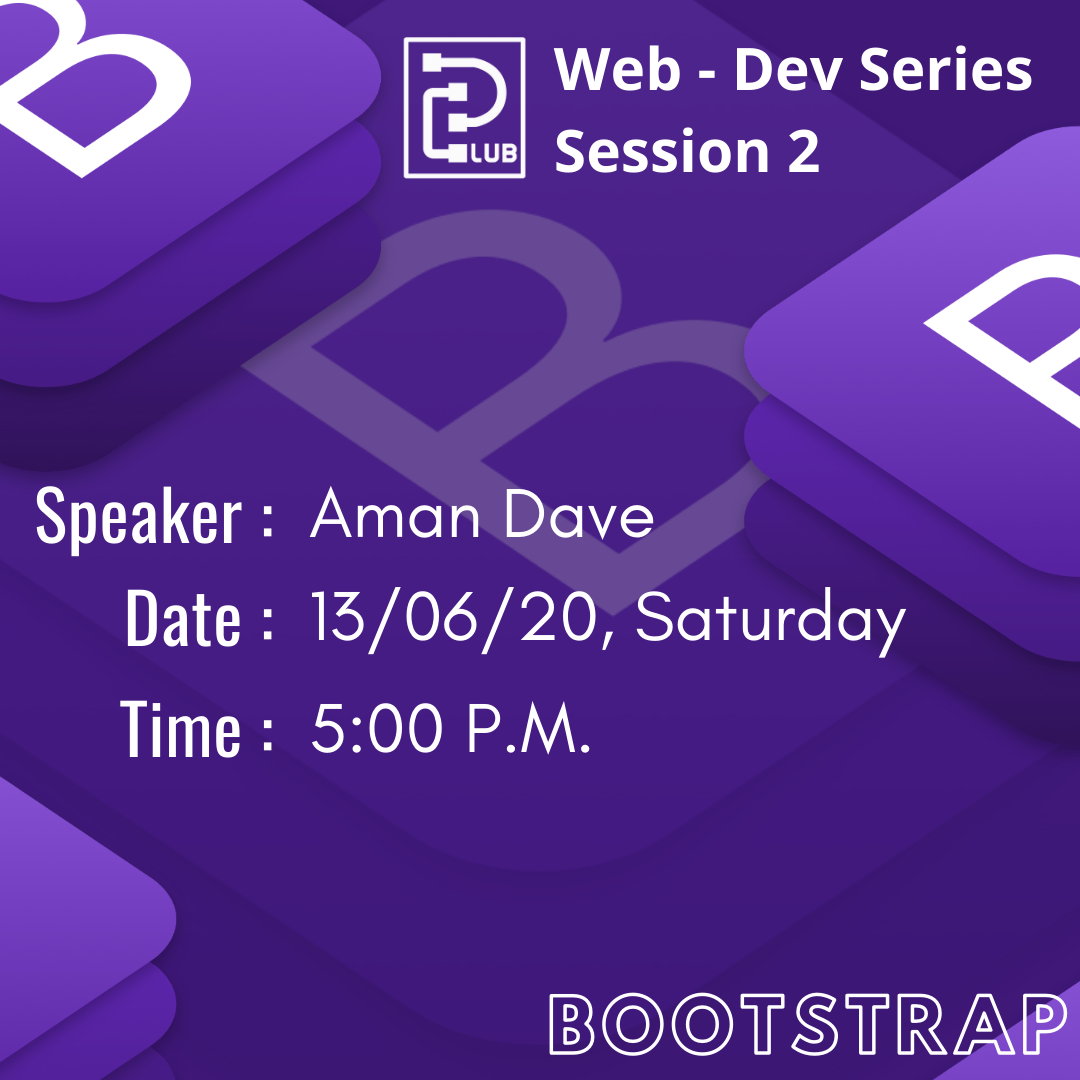 LUB
Web - Dev Series
Session 2
Speaker : Aman Dave
Date : 13/06/20, Saturday
Time : 5:00 P.M.
BOOTSTRAP